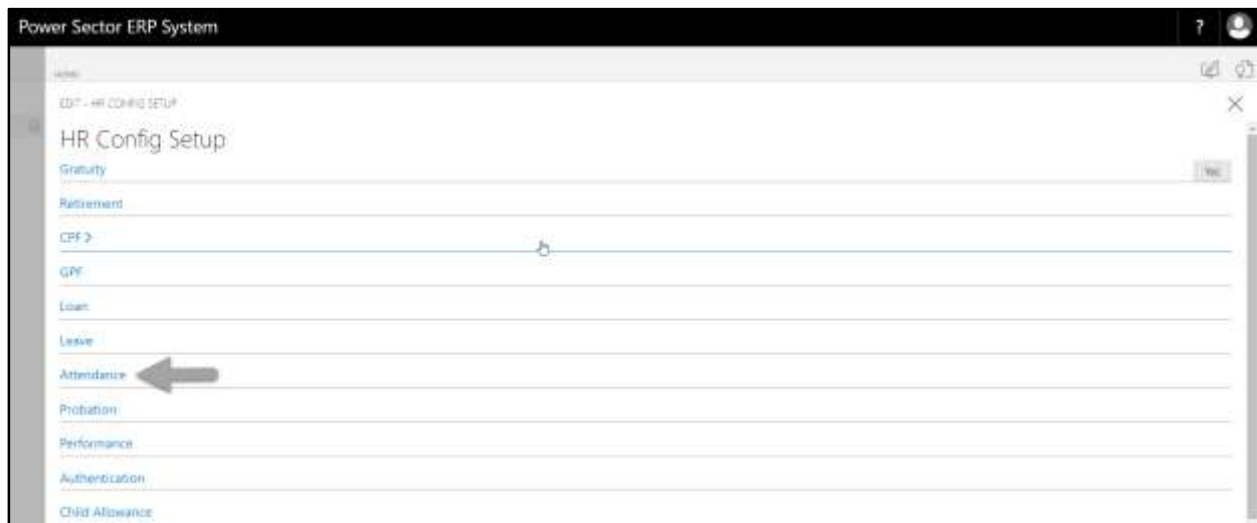 Power Sector ERP System
?
HOME
EDIT - HR CONFIG SETUP
HR Config Setup
Gratuity
Yes
Retirement
CPF >
GPF
Loan
Leave
Attendance
Probation
Performance
Authentication
Child Allowance